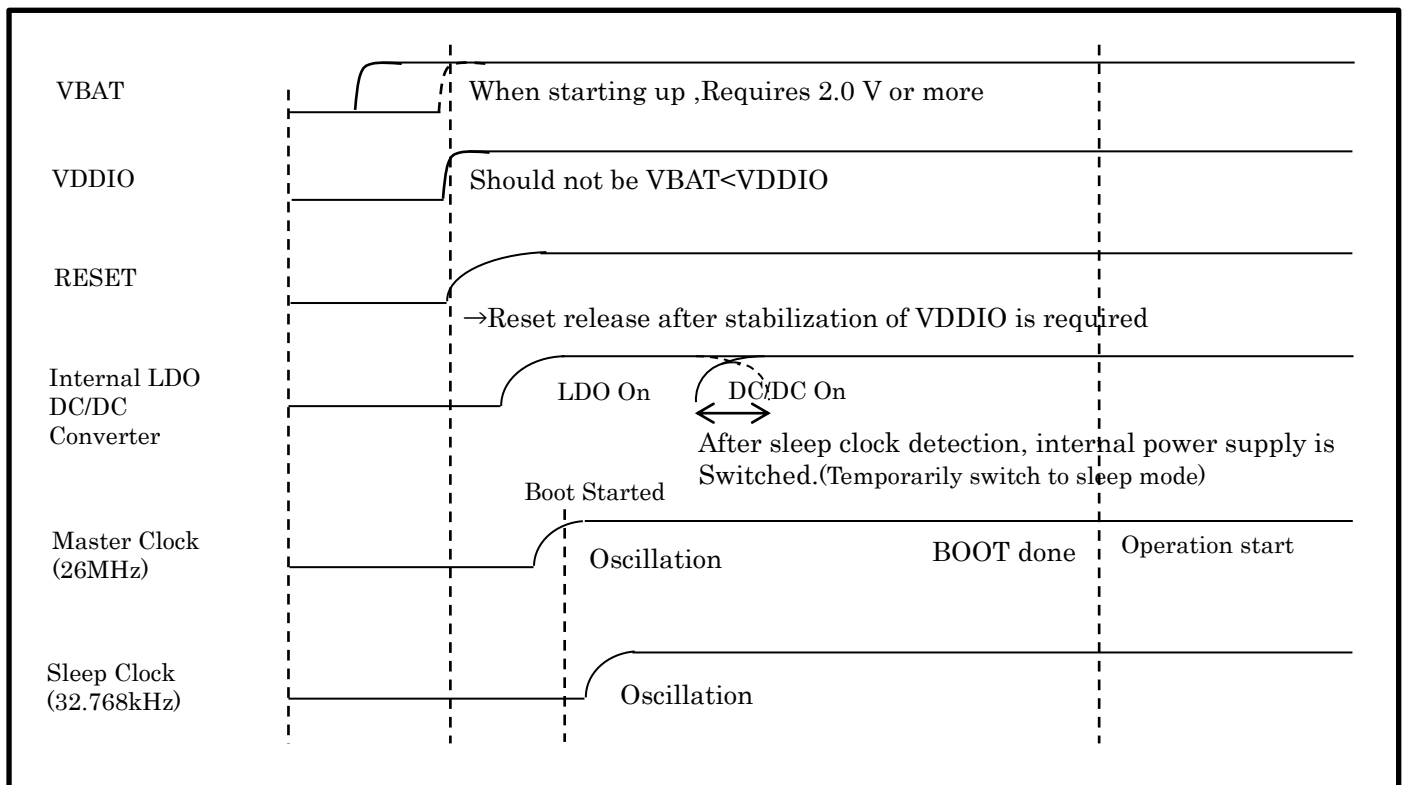 VBAT
When starting up ,Requires 2.0 V or more
VDDIO
Should not be VBAT<VDDIO
RESET
→Reset release after stabilization of VDDIO is required
Internal LDO
DC/DC
Converter
LDO On
DC/DC On
After sleep clock detection, internal power supply is
Switched.(Temporarily switch to sleep mode)
Boot Started
Master Clock
(26MHz)
Oscillation
BOOT done
Operation start
Sleep Clock
(32.768kHz)
Oscillation